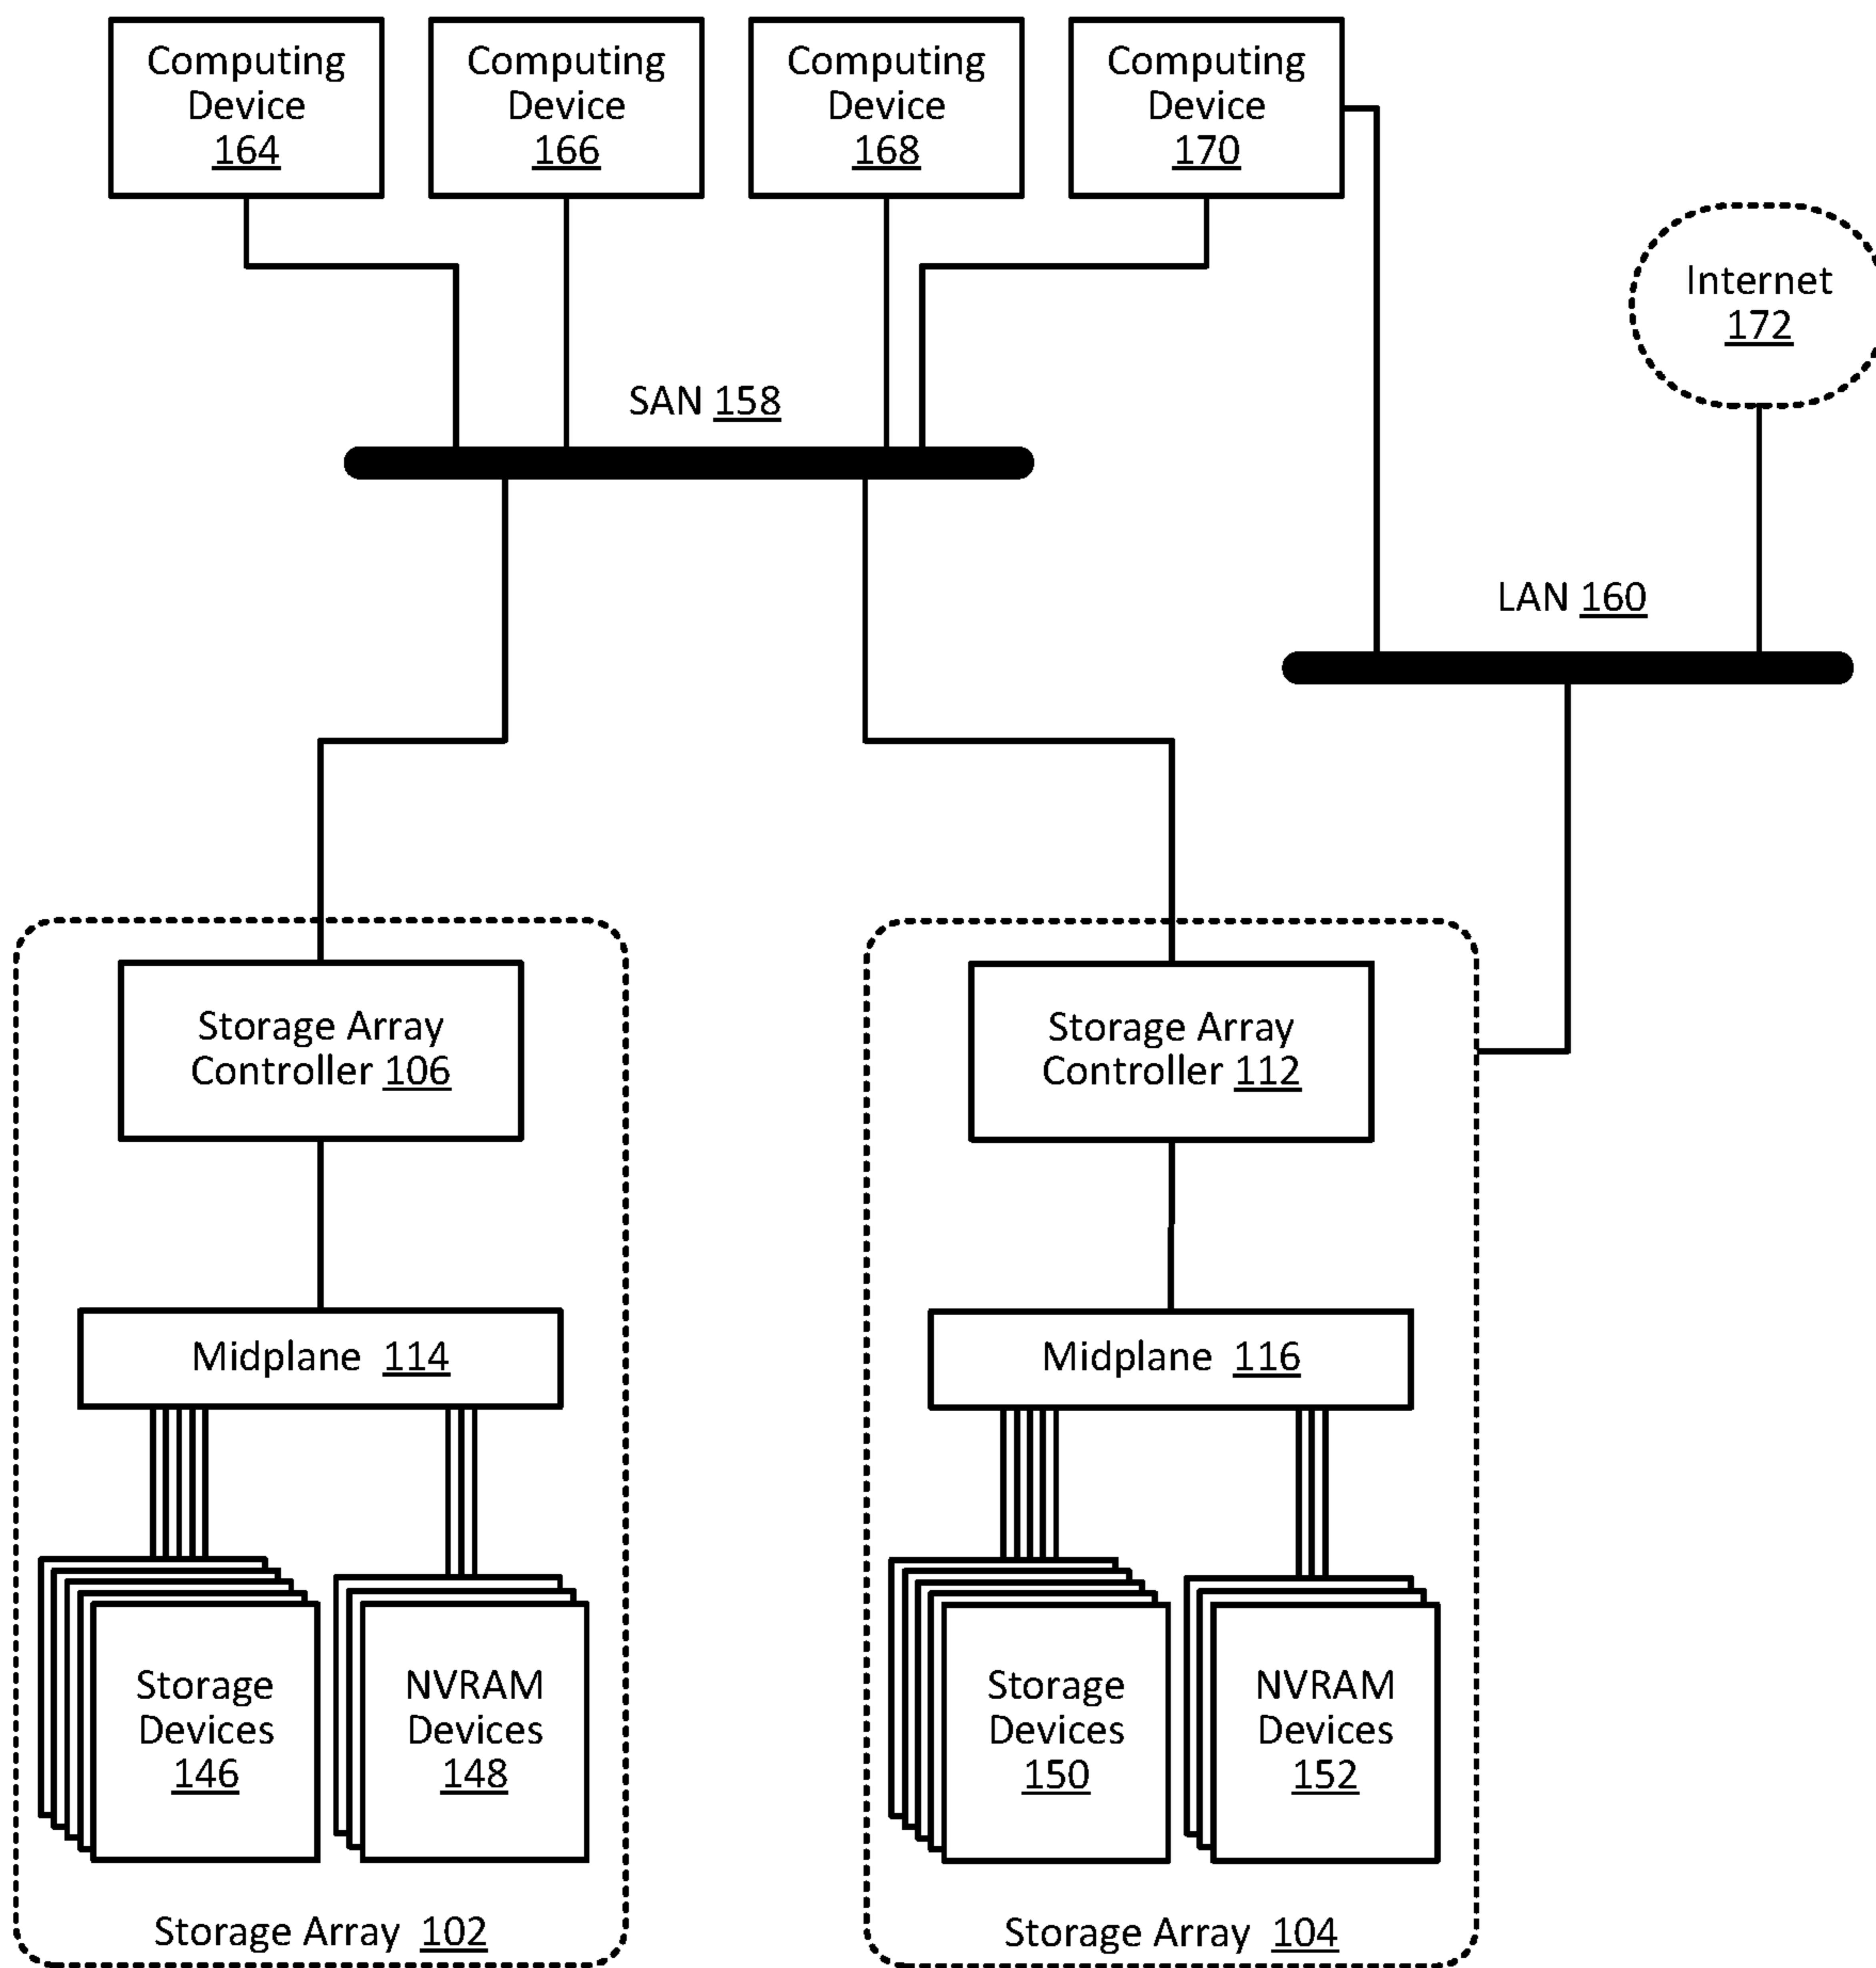 Computing
Device
164
Computing
Device
166
Computing
Device
168
Computing
Device
170
Internet
172
SAN 158
LAN 160
Storage Array
Controller 106
Storage Array
Controller 112
Midplane 114
Midplane 116
Storage
Devices
146
NVRAM
Devices
148
Storage
Devices
150
NVRAM
Devices
152
Storage Array 102
Storage Array 104